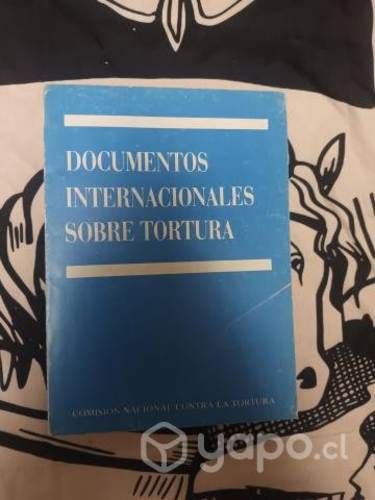 DOCUMENTOS
INTERNACIONALES
SOBRE TORTURA
COMISION NACIONAL CONTRA LA TORTURA
yapo.cl